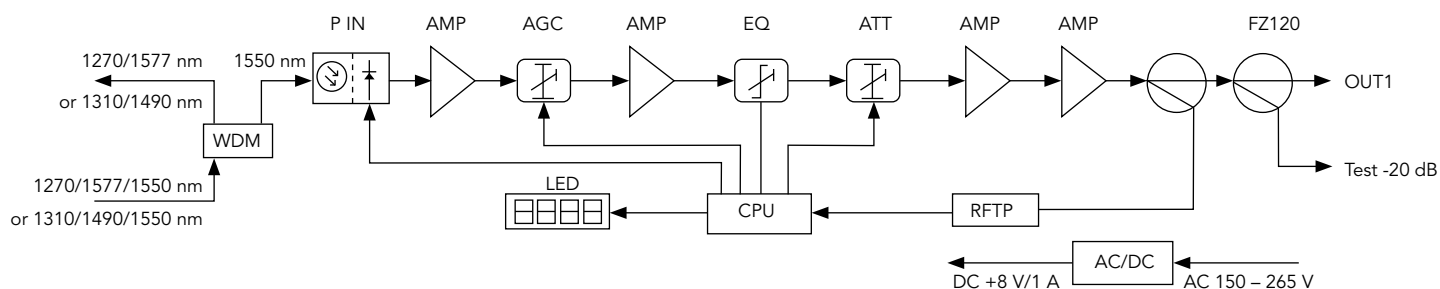 P IN
AMP
AGC
AMP
EQ
ATT
AMP
AMP
FZ120
1270/1577 nm
or 1310/1490 nm
1550 nm
OUT1
WDM
1270/1577/1550 nm
or 1310/1490/1550 nm
Test -20 dB
LED
CPU
RFTP
AC/DC
DC +8 V/1 A
AC 150 – 265 V